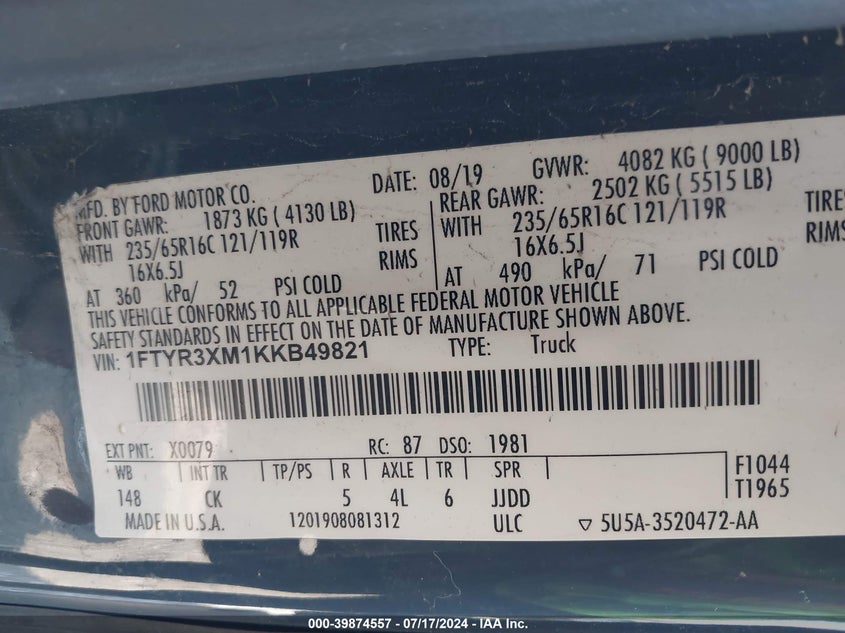 MFD. BY FORD MOTOR CO. DATE: 08/19 GVWR: 4082 KG ( 9000 LB)
FRONT GAWR: 1873 KG ( 4130 LB) REAR GAWR: 2502 KG ( 5515 LB)
WITH 235/65R16C 121/119R TIRES WITH 235/65R16C 121/119R TIRES
16X6.5J RIMS 16X6.5J RIMS
AT 360 kPa/ 52 PSI COLD AT 490 kPa/ 71 PSI COLD
THIS VEHICLE CONFORMS TO ALL APPLICABLE FEDERAL MOTOR VEHICLE
SAFETY STANDARDS IN EFFECT ON THE DATE OF MANUFACTURE SHOWN ABOVE.
VIN: 1FTYR3XM1KKB49821 TYPE: Truck
EXT PNT: X0079 RC: 87 DSO: 1981
WB INT TR TP/PS R AXLE TR SPR F1044
148 CK 5 4L 6 JJDD T1965
MADE IN U.S.A. 1201908081312 ULC ▽ 5U5A-3520472-AA
000-39874557 / 07/17/2024 - IAA Inc.